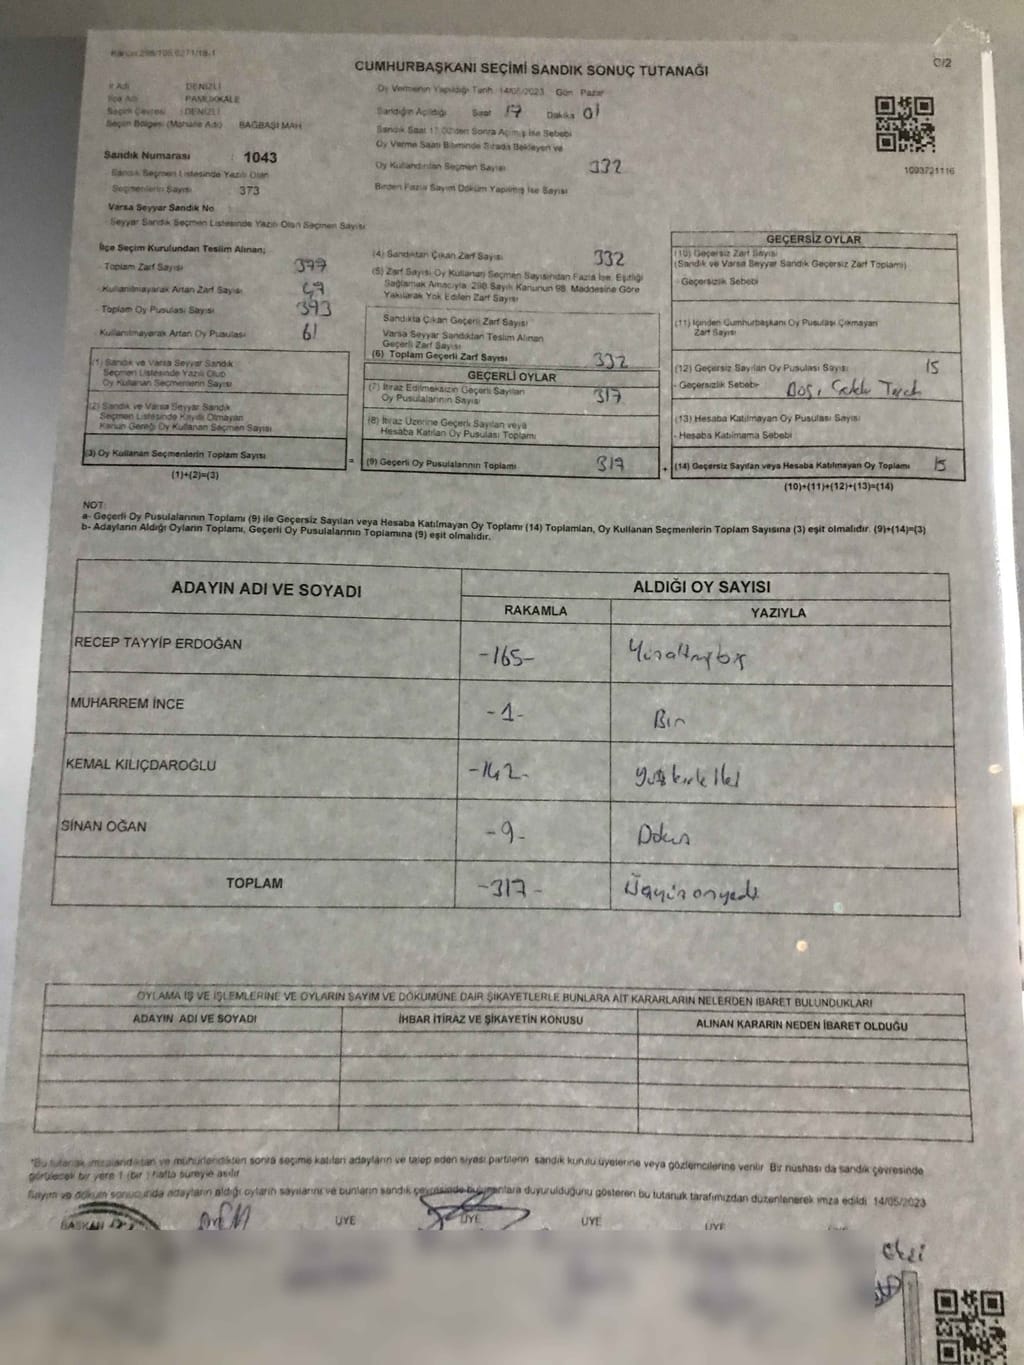 Karar:298/105,6271/18-1
C/2
CUMHURBAŞKANI SEÇİMİ SANDIK SONUÇ TUTANAĞI
İl Adı : DENİZLİ
İlçe Adı : PAMUKKALE
Seçim Çevresi : DENİZLİ
Seçim Bölgesi (Mahalle Adı) BAĞBAŞI MAH.
Sandık Numarası : 1043
Sandık Seçmen Listesinde Yazılı Olan
Seçmenlerin Sayısı : 373
Varsa Seyyar Sandık No
Seyyar Sandık Seçmen Listesinde Yazılı Olan Seçmen Sayısı
Oy Vermenin Yapıldığı Tarih 14/05/2023 Gün Pazar
Sandığın Açıldığı Saat 17 Dakika 01
Sandık Saat 17.00'den Sonra Açılmış İse Sebebi
Oy Verme Saati Bitiminde Sırada Bekleyen ve
Oy Kullandırılan Seçmen Sayısı 332
Birden Fazla Sayım Döküm Yapılmış İse Sayısı
1093721116
İlçe Seçim Kurulundan Teslim Alınan;
Toplam Zarf Sayısı
Kullanılmayarak Artan Zarf Sayısı 49
Toplam Oy Pusulası Sayısı 393
Kullanılmayarak Artan Oy Pusulası 61
(1) Sandık ve Varsa Seyyar Sandık
Seçmen Listesinde Yazılı Olup
Oy Kullanan Seçmenlerin Sayısı
(2) Sandık ve Varsa Seyyar Sandık
Seçmen Listesinde Kaydı Olmayan
Kanun Gereği Oy Kullanan Seçmen Sayısı
(3) Oy Kullanan Seçmenlerin Toplam Sayısı
(1)+(2)=(3)
(4) Sandıktan Çıkan Zarf Sayısı 332
(5) Zarf Sayısı Oy Kullanan Seçmen Sayısından Fazla İse, Eşitliği
Sağlamak Amacıyla, 298 Sayılı Kanunun 98. Maddesine Göre
Yakılarak Yok Edilen Zarf Sayısı
Sandıkta Çıkan Geçerli Zarf Sayısı
Varsa Seyyar Sandıktan Teslim Alınan
Geçerli Zarf Sayısı
(6) Toplam Geçerli Zarf Sayısı 332
GEÇERLİ OYLAR
(7) İtiraz Edilmeksizin Geçerli Sayılan
Oy Pusulalarının Sayısı 317
(8) İtiraz Üzerine Geçerli Sayılan veya
Hesaba Katılan Oy Pusulası Toplamı
= (9) Geçerli Oy Pusulalarının Toplamı 317
GEÇERSİZ OYLAR
(10) Geçersiz Zarf Sayısı
(Sandık ve Varsa Seyyar Sandık Geçersiz Zarf Toplamı)
- Geçersizlik Sebebi
(11) İçinden Cumhurbaşkanı Oy Pusulası Çıkmayan
Zarf Sayısı
(12) Geçersiz Sayılan Oy Pusulası Sayısı 15
- Geçersizlik Sebebi- Boş,
(13) Hesaba Katılmayan Oy Pusulası Sayısı
- Hesaba Katılmama Sebebi
+ (14) Geçersiz Sayılan veya Hesaba Katılmayan Oy Toplamı 15
(10)+(11)+(12)+(13)=(14)
NOT:
a- Geçerli Oy Pusulalarının Toplamı (9) ile Geçersiz Sayılan veya Hesaba Katılmayan Oy Toplamı (14) Toplamları, Oy Kullanan Seçmenlerin Toplam Sayısına (3) eşit olmalıdır. (9)+(14)=(3)
b- Adayların Aldığı Oyların Toplamı, Geçerli Oy Pusulalarının Toplamına (9) eşit olmalıdır.
ADAYIN ADI VE SOYADI
ALDIĞI OY SAYISI
RAKAMLA YAZIYLA
RECEP TAYYİP ERDOĞAN -165- Yüzaltmışbeş
MUHARREM İNCE -1- Bir
KEMAL KILIÇDAROĞLU -142- yüzkırkiki
SİNAN OĞAN -9- Dokuz
TOPLAM -317- Üçyüzonyedi
OYLAMA İŞ VE İŞLEMLERİNE VE OYLARIN SAYIM VE DÖKÜMÜNE DAİR ŞİKAYETLERLE BUNLARA AİT KARARLARIN NELERDEN İBARET BULUNDUKLARI
ADAYIN ADI VE SOYADI İHBAR İTİRAZ VE ŞİKAYETİN KONUSU ALINAN KARARIN NEDEN İBARET OLDUĞU
"Bu tutanak imzalandıktan ve mühürlendikten sonra seçime katılan adayların ve talep eden siyasi partilerin sandık kurulu üyelerine veya gözlemcilerine verilir. Bir nüshası da sandık çevresinde
görülecek bir yere 1 (bir ) hafta süreyle asılır
Sayım ve döküm sonucunda adayların aldığı oyların sayılarını ve bunların sandık çevresinde bulunanlara duyurulduğunu gösteren bu tutanak tarafımızdan düzenlenerek imza edildi. 14/05/2023
BAŞKAN ÜYE ÜYE ÜYE ÜYE ÜYE